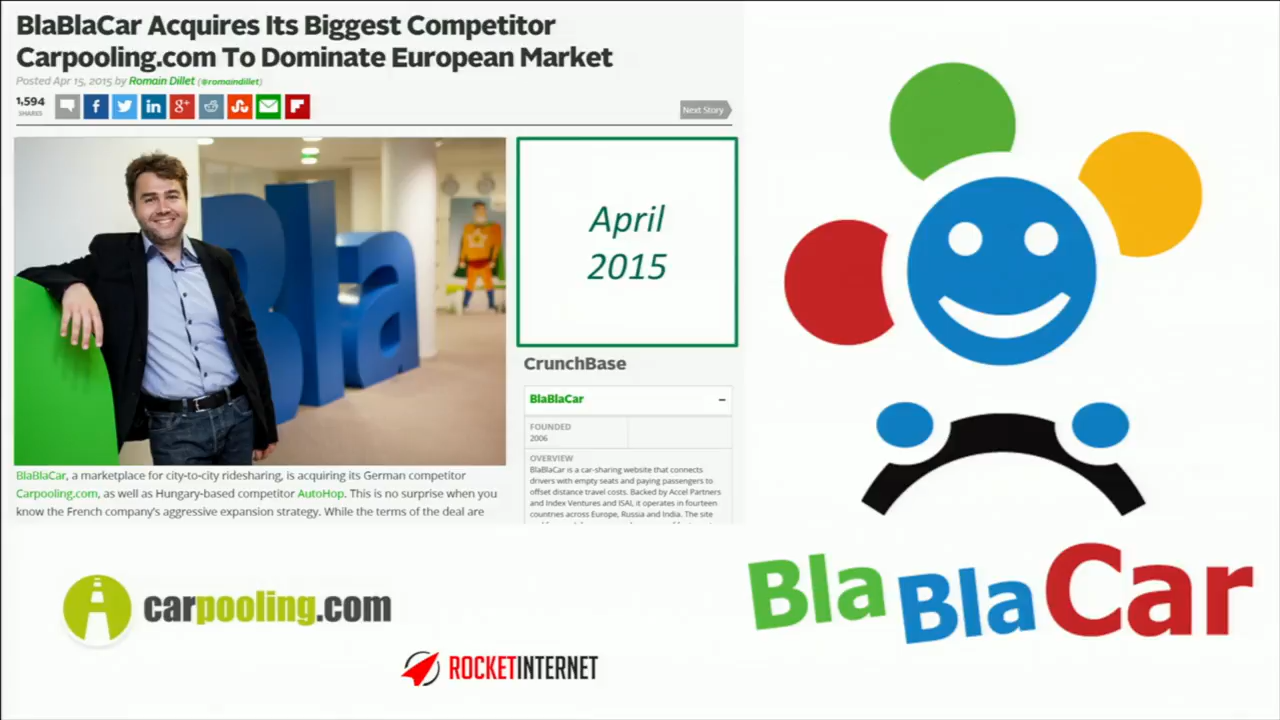 BlaBlaCar Acquires Its Biggest Competitor
Carpooling.com To Dominate European Market
Posted Apr 15, 2015 by Romain Dillet (@romaindillet)
1,594
SHARES
f
in
g+
Next Story
Bla
April
2015
CrunchBase
BlaBlaCar –
FOUNDED
2006
OVERVIEW
BlaBlaCar is a car-sharing website that connects
drivers with empty seats and paying passengers to
offset distance travel costs. Backed by Accel Partners
and Index Ventures and ISAI, it operates in fourteen
countries across Europe, Russia and India. The site
BlaBlaCar, a marketplace for city-to-city ridesharing, is acquiring its German competitor
Carpooling.com, as well as Hungary-based competitor AutoHop. This is no surprise when you
know the French company's aggressive expansion strategy. While the terms of the deal are
carpooling.com
ROCKETINTERNET
BlaBlaCar